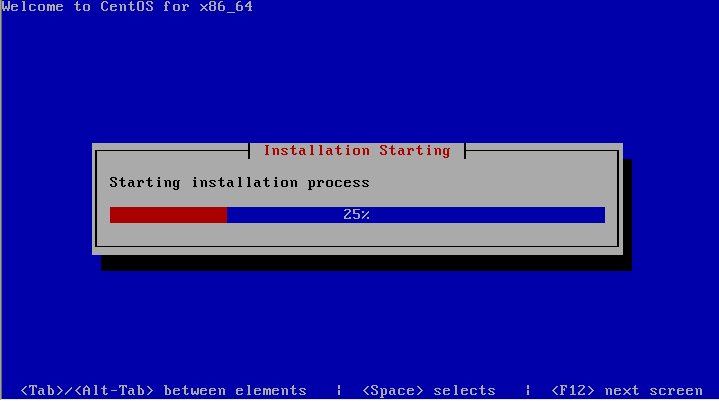 Welcome to CentOS for x86_64
Installation Starting
Starting installation process
25%
<Tab>/<Alt-Tab> between elements | <Space> selects | <F12> next screen